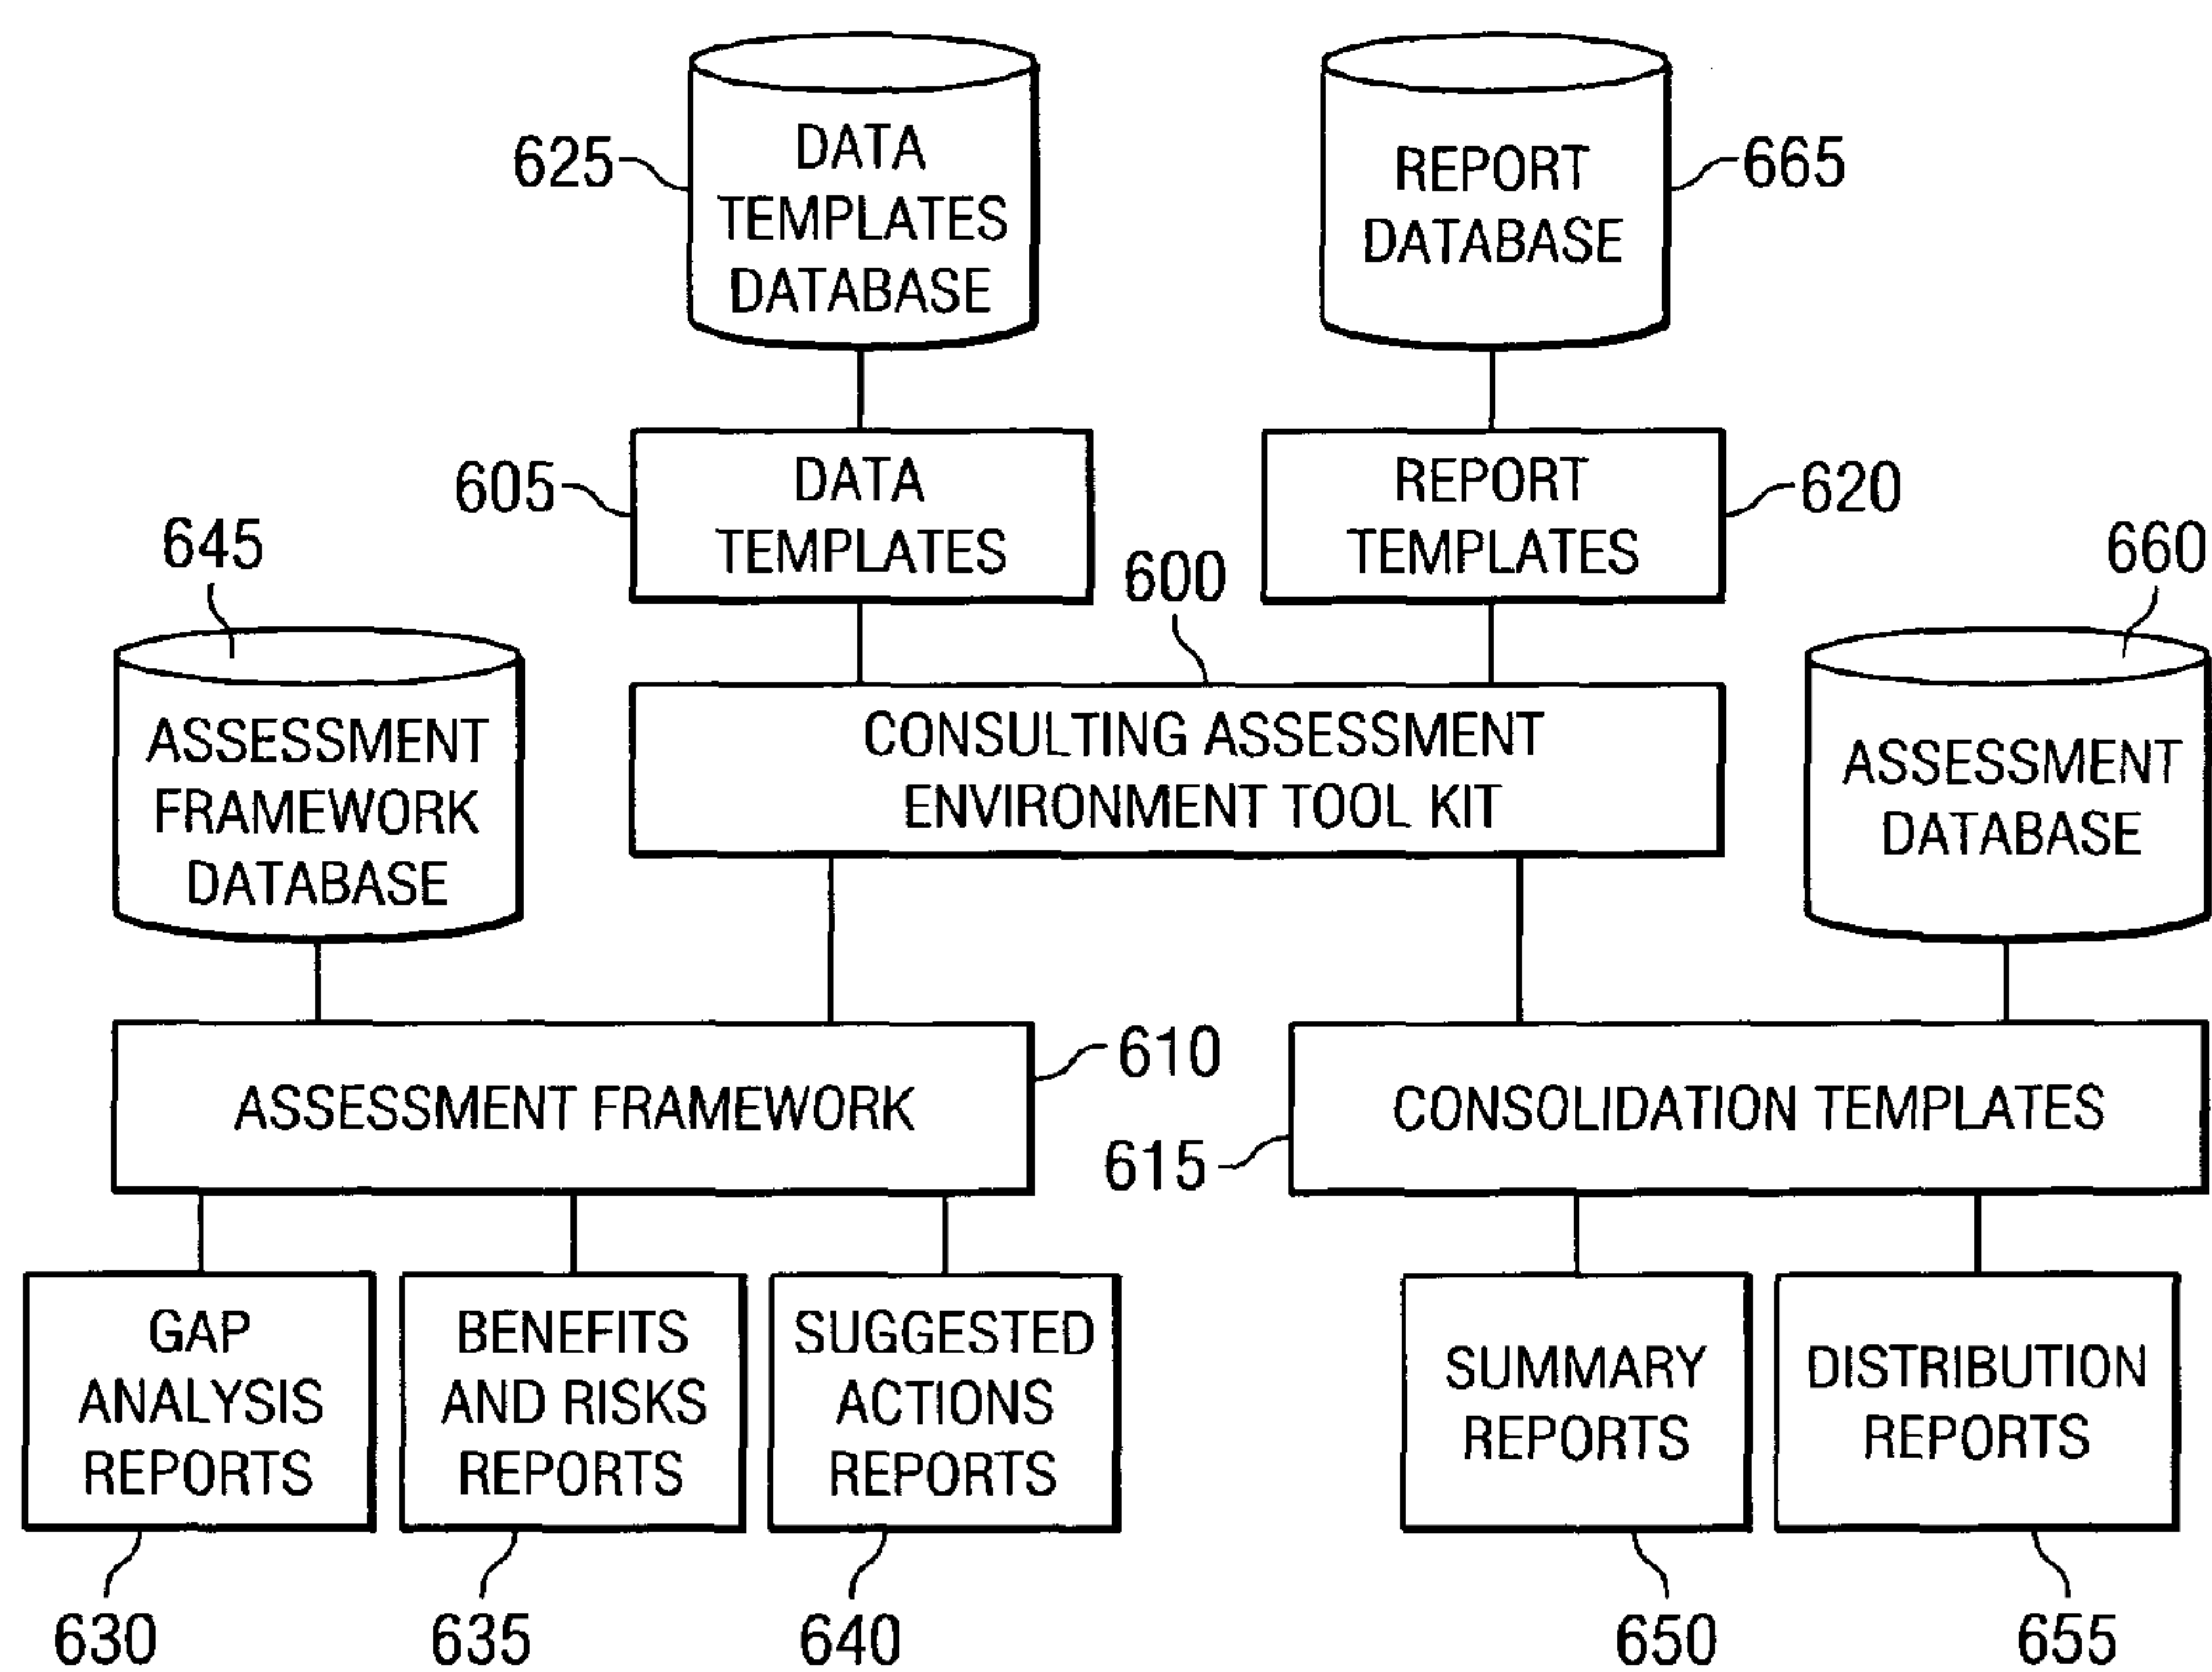 DATA
TEMPLATES
DATABASE
625
REPORT
DATABASE
665
DATA
TEMPLATES
605
REPORT
TEMPLATES
620
645
600
660
ASSESSMENT
FRAMEWORK
DATABASE
CONSULTING ASSESSMENT
ENVIRONMENT TOOL KIT
ASSESSMENT
DATABASE
ASSESSMENT FRAMEWORK
610
CONSOLIDATION TEMPLATES
615
GAP
ANALYSIS
REPORTS
BENEFITS
AND RISKS
REPORTS
SUGGESTED
ACTIONS
REPORTS
SUMMARY
REPORTS
DISTRIBUTION
REPORTS
630
635
640
650
655